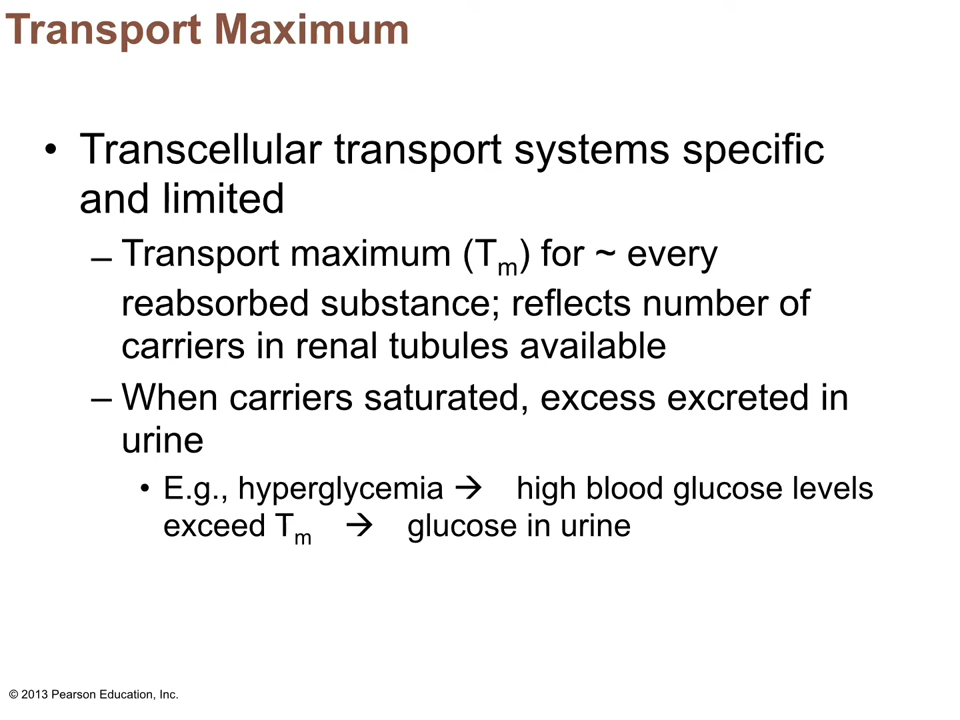 Transport Maximum
• Transcellular transport systems specific
and limited
– Transport maximum (Tm) for ~ every
reabsorbed substance; reflects number of
carriers in renal tubules available
– When carriers saturated, excess excreted in
urine
• E.g., hyperglycemia → high blood glucose levels
exceed Tm → glucose in urine
© 2013 Pearson Education, Inc.